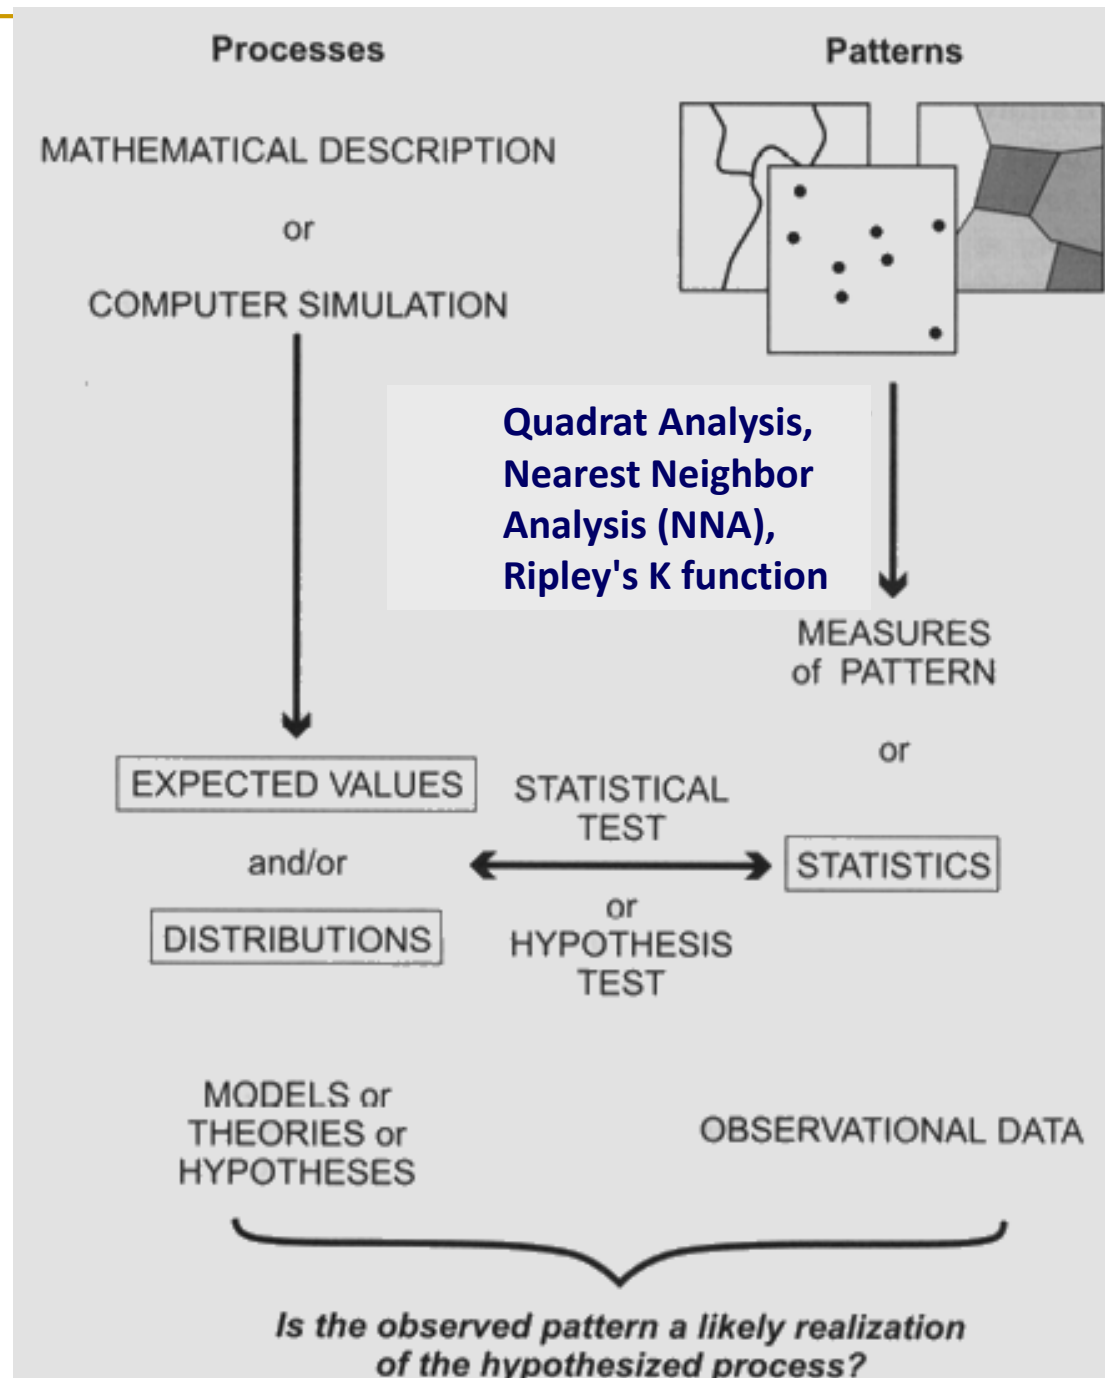 Processes
Patterns
MATHEMATICAL DESCRIPTION
or
COMPUTER SIMULATION
Quadrat Analysis,
Nearest Neighbor
Analysis (NNA),
Ripley's K function
MEASURES
of PATTERN
or
STATISTICS
EXPECTED VALUES
and/or
DISTRIBUTIONS
STATISTICAL
TEST
or
HYPOTHESIS
TEST
MODELS or
THEORIES or
HYPOTHESES
OBSERVATIONAL DATA
Is the observed pattern a likely realization
of the hypothesized process?